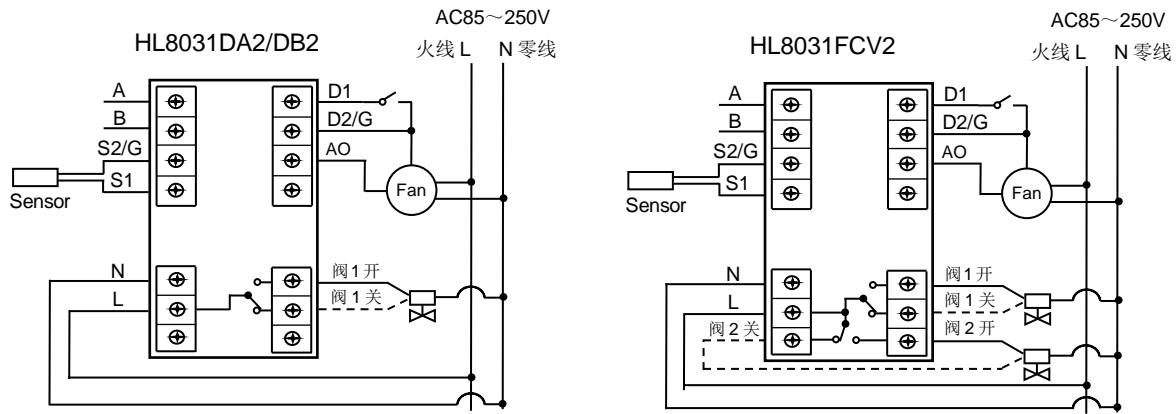 AC85～250V
HL8031DA2/DB2
火线 L N 零线
A
B
S2/G
S1
Sensor
D1
D2/G
AO
Fan
N
L
阀 1 开
阀 1 关
AC85～250V
HL8031FCV2
火线 L N 零线
A
B
S2/G
S1
Sensor
D1
D2/G
AO
Fan
N
L
阀 2 关
阀 1 开
阀 1 关
阀 2 开